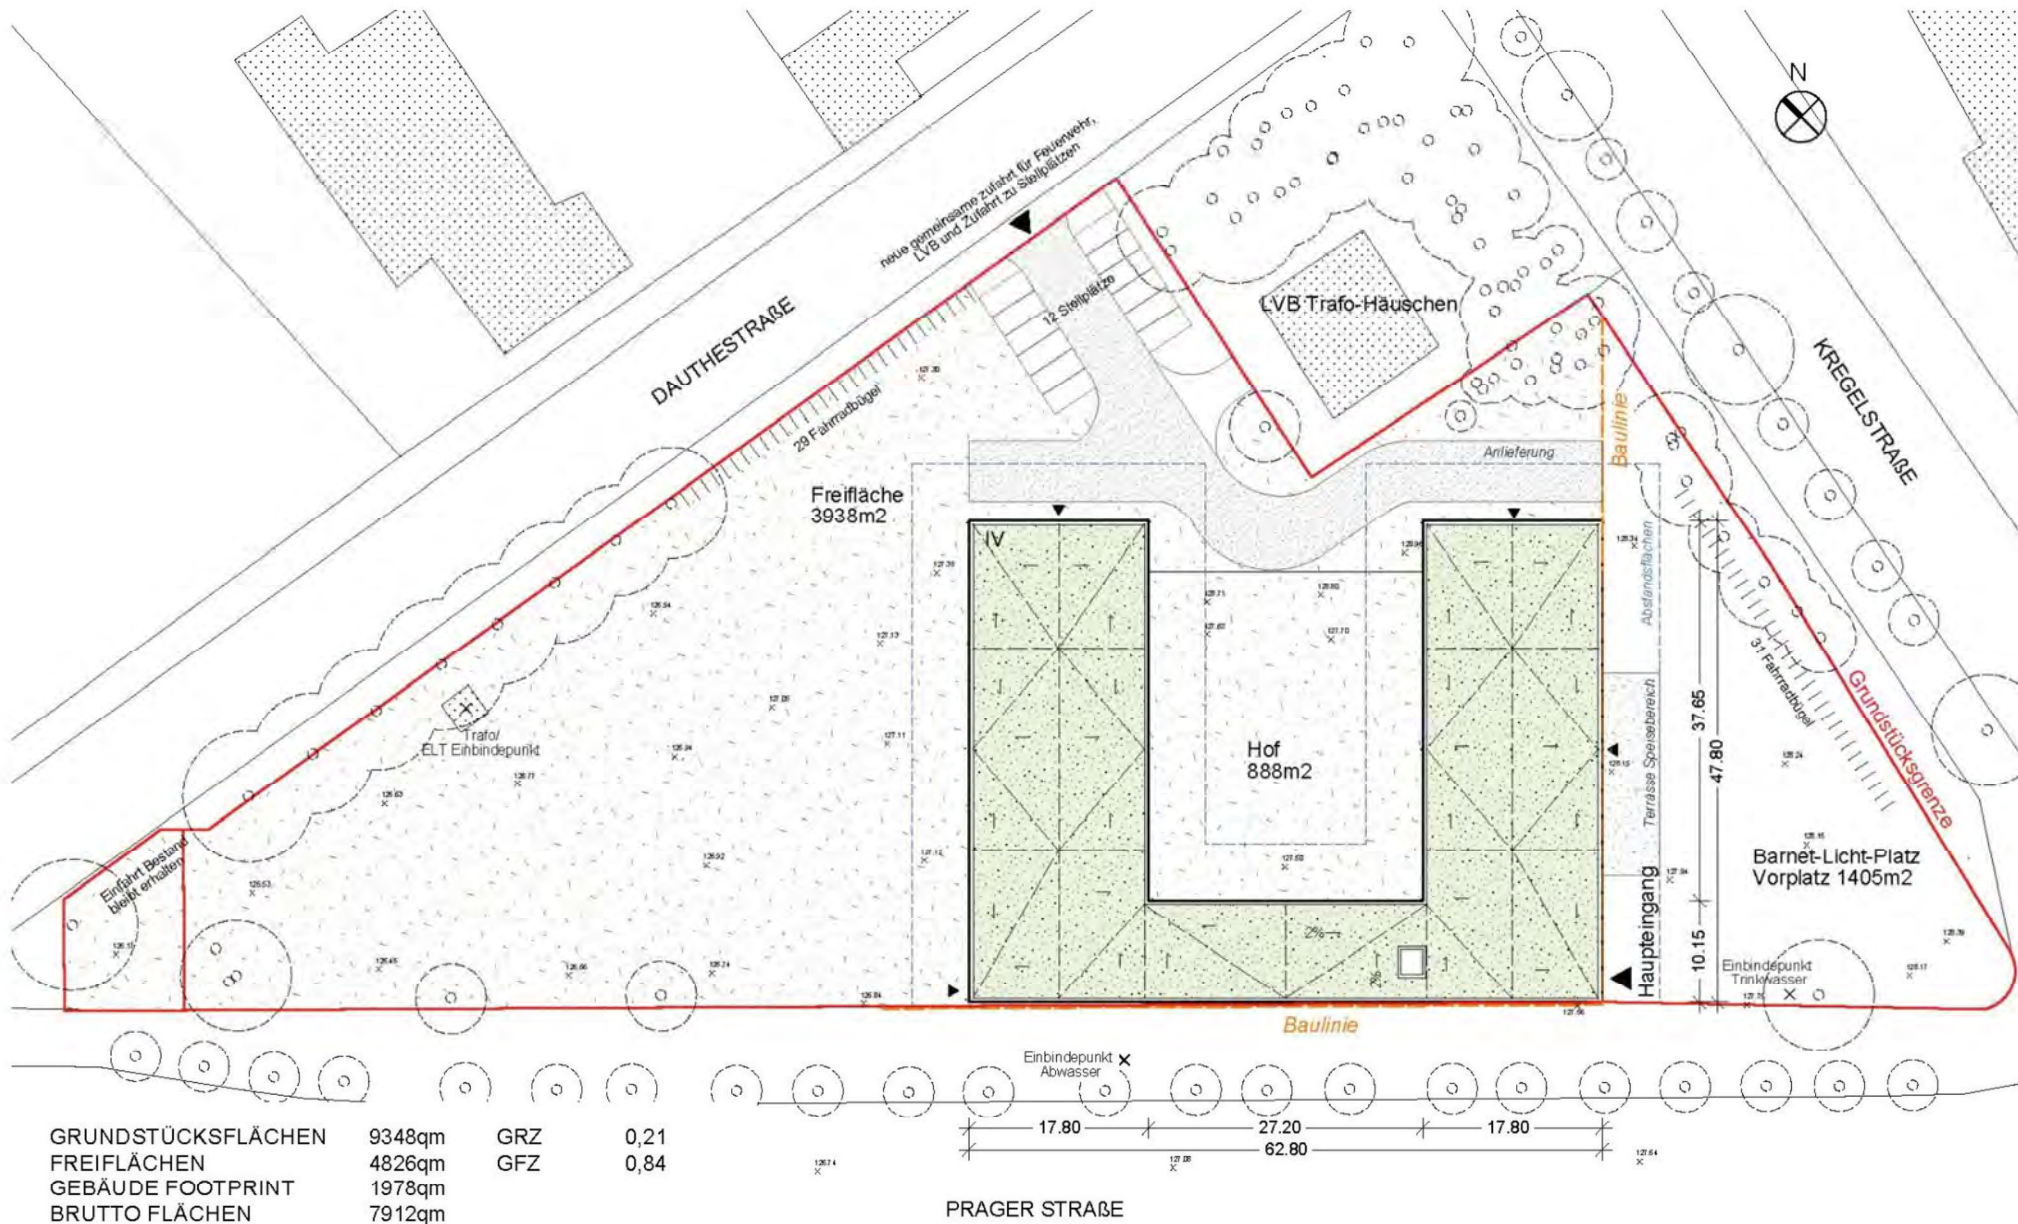 N
neue gemeinsame Zufahrt für Feuerwehr,
LVB und Zufahrt zu Stellplätzen
DAUTHESTRAßE
12 Stellplätze
LVB Trafo-Häuschen
KREGELSTRAßE
29 Fahrradbügel
Baulinie
Anlieferung
Freifläche
3938m2
IV
Abstandsflächen
37.65
47.80
31 Fahrradbügel
Grundstücksgrenze
Trafo/
ELT Einbindepunkt
Hof
888m2
Terrasse Speisebereich
Einfahrt Bestand
bleibt erhalten
Barnet-Licht-Platz
Vorplatz 1405m2
2%
2%
Haupteingang
10.15
Einbindepunkt
Trinkwasser
Baulinie
Einbindepunkt
Abwasser
17.80
27.20
17.80
62.80
GRUNDSTÜCKSFLÄCHEN 9348qm GRZ 0,21
FREIFLÄCHEN 4826qm GFZ 0,84
GEBÄUDE FOOTPRINT 1978qm
BRUTTO FLÄCHEN 7912qm
PRAGER STRAßE